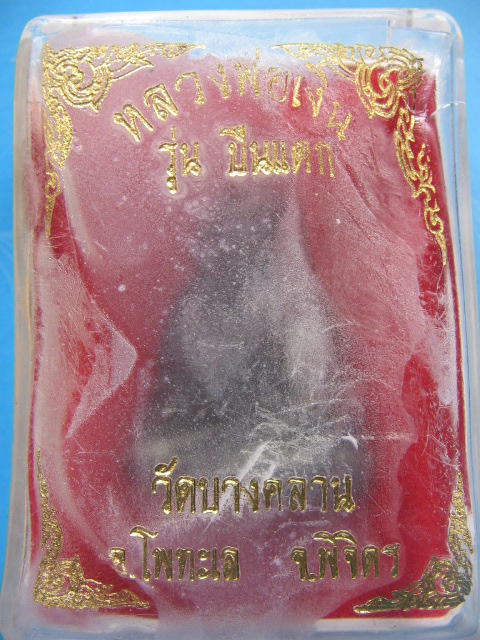 หลวงพ่อเงิน
รุ่น ปืนแตก
วัดบางคลาน
จ.โพทะเล จ.พิจิตร